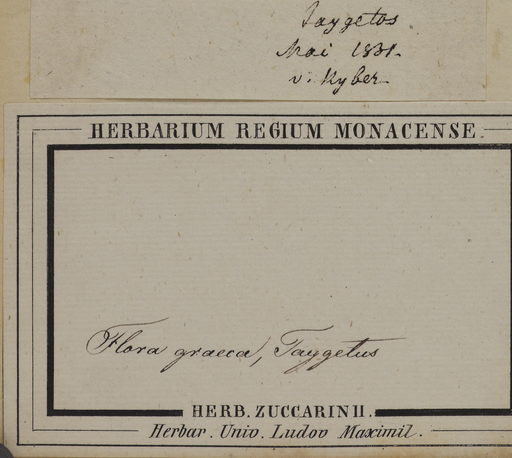 Taygetos
Mai 1831.
v. Kyber.
HERBARIUM REGIUM MONACENSE.
Flora graeca, Taygetus
HERB. ZUCCARINII.
Herbar. Univ. Ludov Maximil.